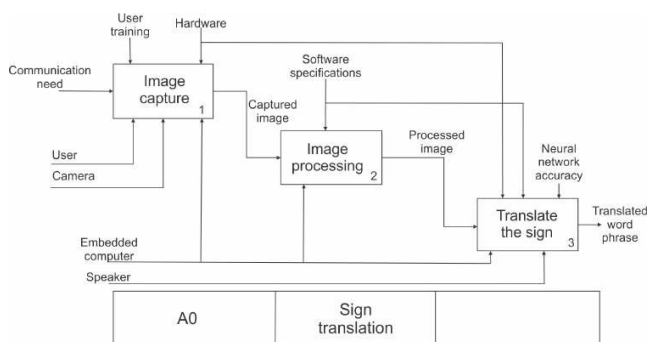 User
training
Hardware
Communication
need
Image
capture
1
Software
specifications
Captured
image
User
Camera
Image
processing
2
Processed
image
Neural
network
accuracy
Translate
the sign
3
Translated
word
phrase
Embedded
computer
Speaker
A0
Sign
translation